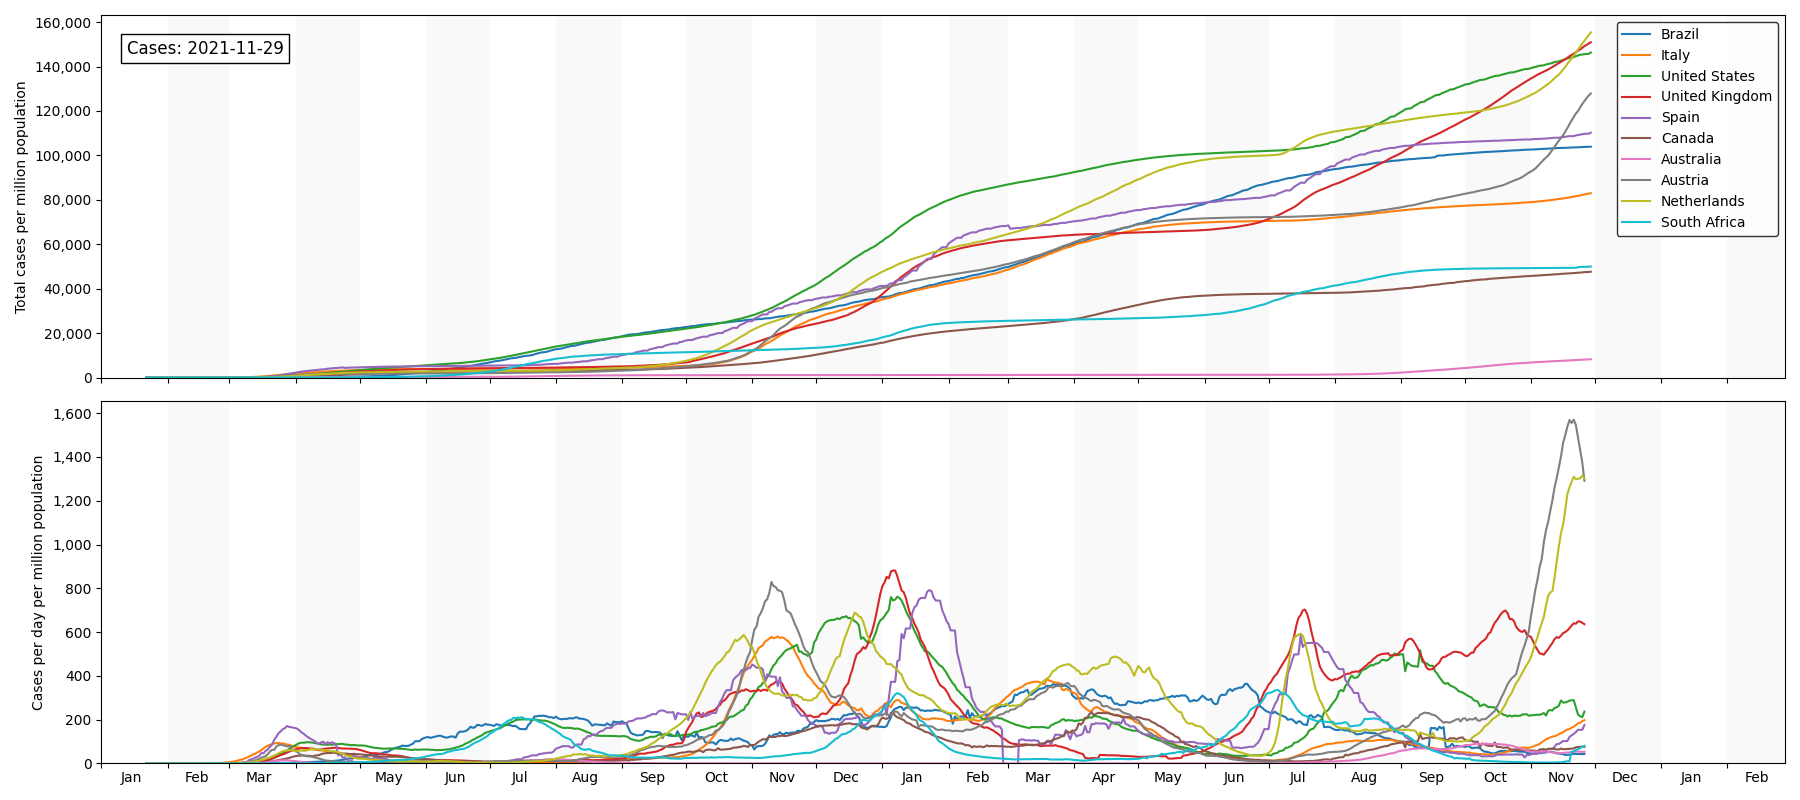 160,000
140,000
120,000
100,000
80,000
60,000
40,000
20,000
0
Total cases per million population
Cases: 2021-11-29
Brazil
Italy
United States
United Kingdom
Spain
Canada
Australia
Austria
Netherlands
South Africa
1,600
1,400
1,200
1,000
800
600
400
200
0
Cases per day per million population
Jan Feb Mar Apr May Jun Jul Aug Sep Oct Nov Dec Jan Feb Mar Apr May Jun Jul Aug Sep Oct Nov Dec Jan Feb